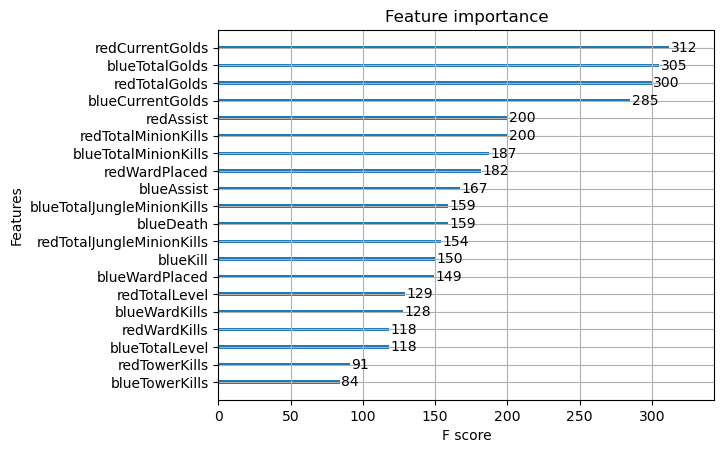 Feature importance
redCurrentGolds 312
blueTotalGolds 305
redTotalGolds 300
blueCurrentGolds 285
redAssist 200
redTotalMinionKills 200
blueTotalMinionKills 187
redWardPlaced 182
blueAssist 167
blueTotalJungleMinionKills 159
blueDeath 159
redTotalJungleMinionKills 154
blueKill 150
blueWardPlaced 149
redTotalLevel 129
blueWardKills 128
redWardKills 118
blueTotalLevel 118
redTowerKills 91
blueTowerKills 84
Features
0 50 100 150 200 250 300
F score